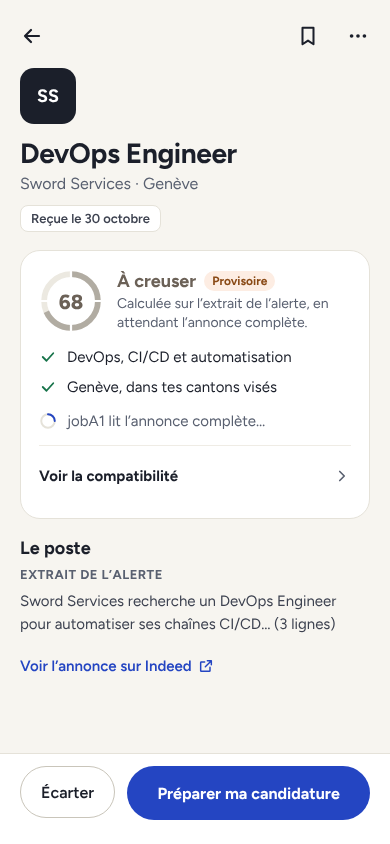 SS
DevOps Engineer
Sword Services · Genève
Reçue le 30 octobre
68
À creuser
Provisoire
Calculée sur l’extrait de l’alerte, en
attendant l’annonce complète.
DevOps, CI/CD et automatisation
Genève, dans tes cantons visés
jobA1 lit l’annonce complète…
Voir la compatibilité
Le poste
EXTRAIT DE L’ALERTE
Sword Services recherche un DevOps Engineer
pour automatiser ses chaînes CI/CD… (3 lignes)
Voir l’annonce sur Indeed
Écarter
Préparer ma candidature